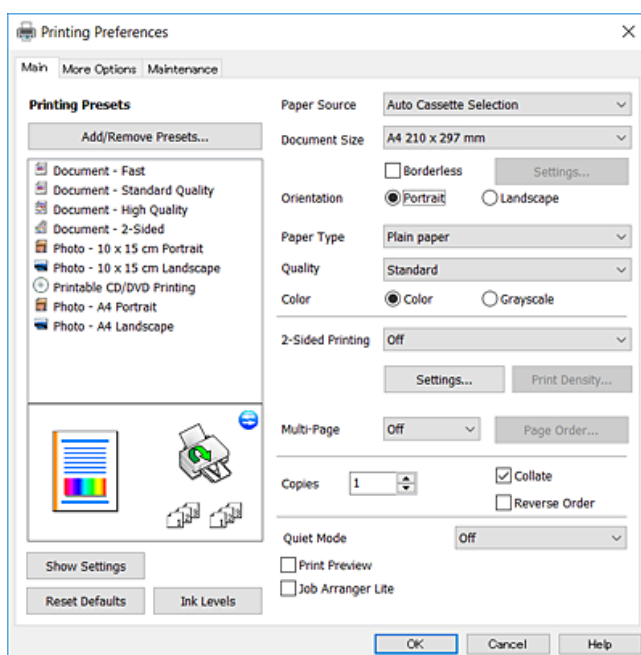 Printing Preferences
Main More Options Maintenance
Printing Presets
Add/Remove Presets...
Document - Fast
Document - Standard Quality
Document - High Quality
Document - 2-Sided
Photo - 10 x 15 cm Portrait
Photo - 10 x 15 cm Landscape
Printable CD/DVD Printing
Photo - A4 Portrait
Photo - A4 Landscape
Show Settings
Reset Defaults Ink Levels
Paper Source Auto Cassette Selection
Document Size A4 210 x 297 mm
Borderless Settings...
Orientation Portrait Landscape
Paper Type Plain paper
Quality Standard
Color Color Grayscale
2-Sided Printing Off
Settings... Print Density...
Multi-Page Off Page Order...
Copies 1 Collate
Reverse Order
Quiet Mode Off
Print Preview
Job Arranger Lite
OK Cancel Help